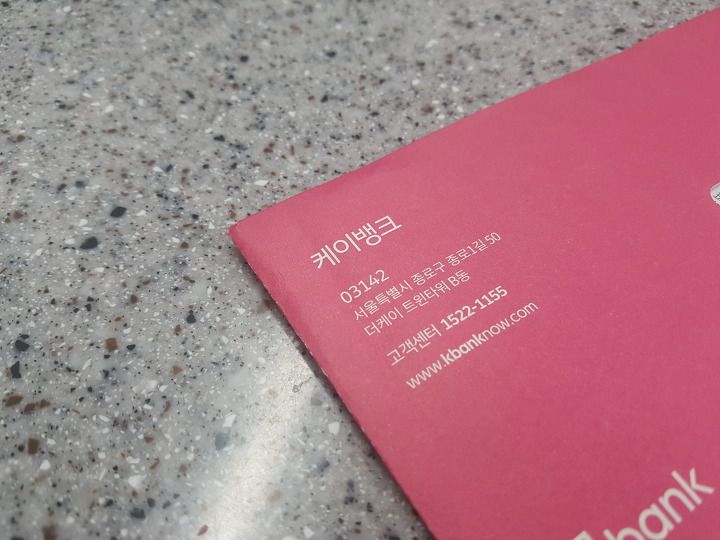 케이뱅크
03142
서울특별시 종로구 종로1길 50
더케이 트윈타워 B동
고객센터 1522-1155
www.kbanknow.com
bank